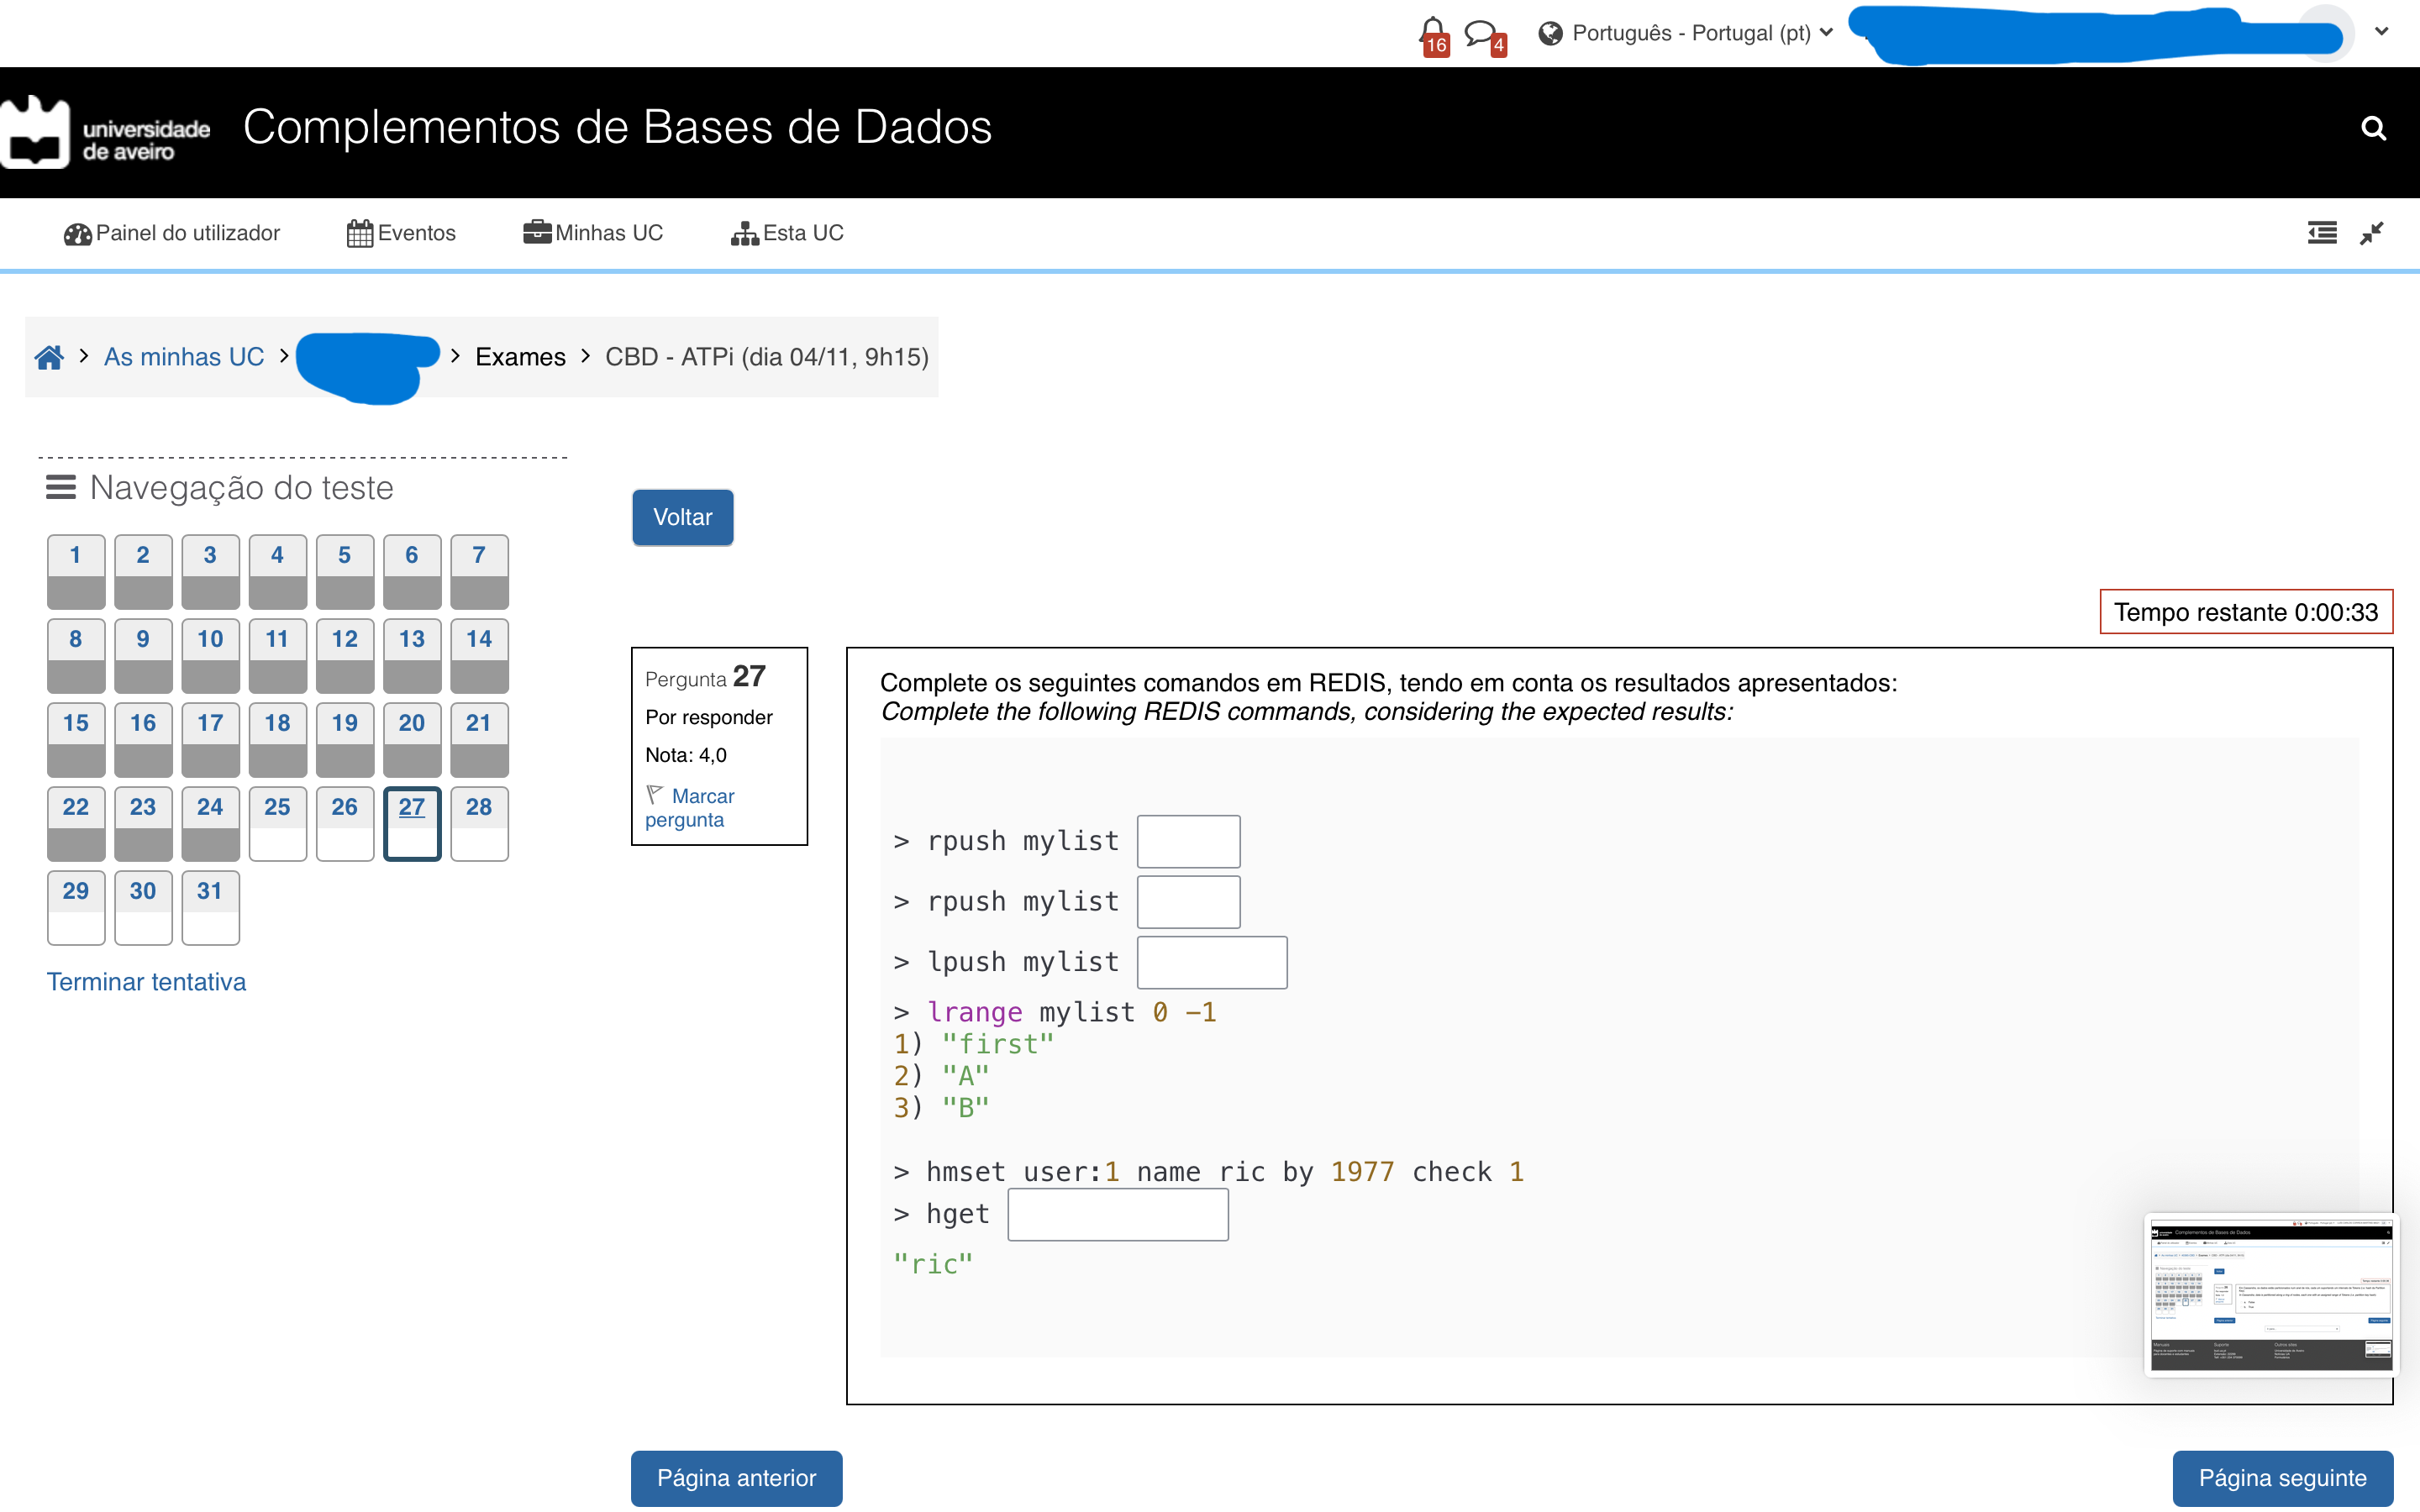 16
4
Português - Portugal (pt)
universidade
de aveiro
Complementos de Bases de Dados
Painel do utilizador
Eventos
Minhas UC
Esta UC
> As minhas UC > > Exames > CBD - ATPi (dia 04/11, 9h15)
Navegação do teste
1 2 3 4 5 6 7
8 9 10 11 12 13 14
15 16 17 18 19 20 21
22 23 24 25 26 27 28
29 30 31
Terminar tentativa
Voltar
Tempo restante 0:00:33
Pergunta 27
Por responder
Nota: 4,0
Marcar
pergunta
Complete os seguintes comandos em REDIS, tendo em conta os resultados apresentados:
Complete the following REDIS commands, considering the expected results:
> rpush mylist
> rpush mylist
> lpush mylist
> lrange mylist 0 -1
1) "first"
2) "A"
3) "B"
> hmset user:1 name ric by 1977 check 1
> hget
"ric"
Complementos de Bases de Dados
Página anterior
Página seguinte